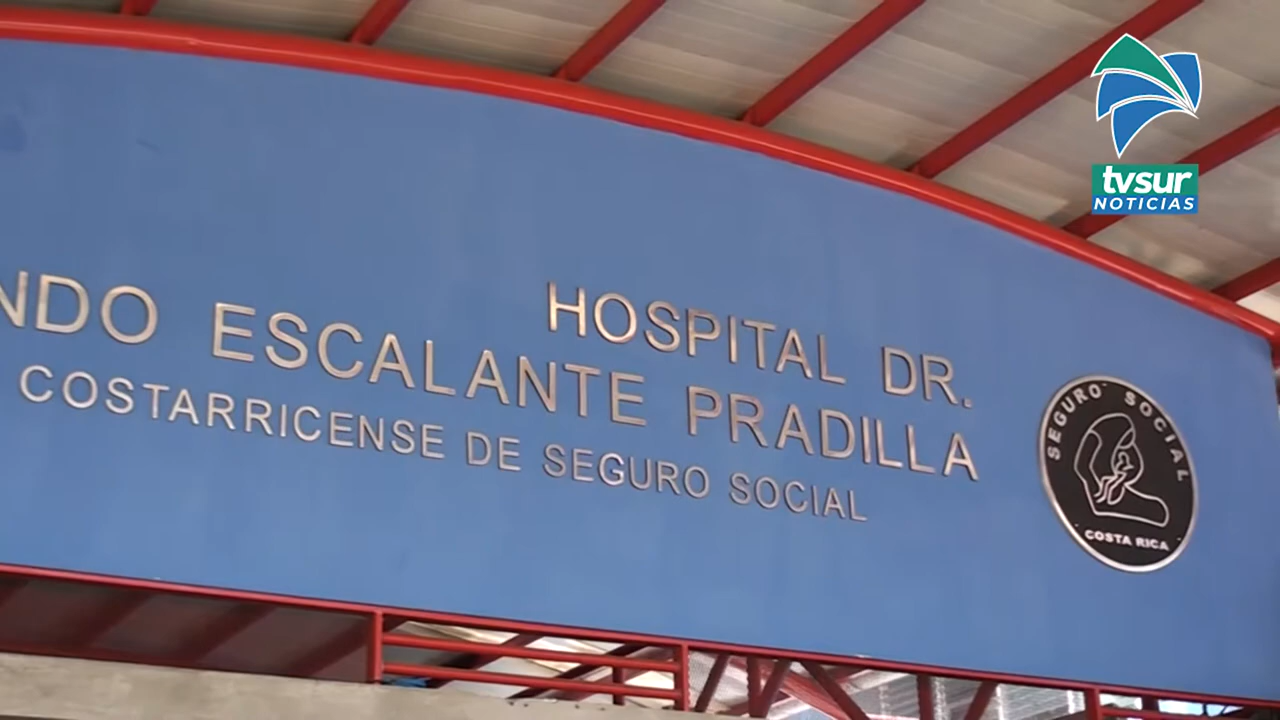 HOSPITAL DR.
NDO ESCALANTE PRADILLA
COSTARRICENSE DE SEGURO SOCIAL
SEGURO SOCIAL
COSTA RICA
tvsur
NOTICIAS